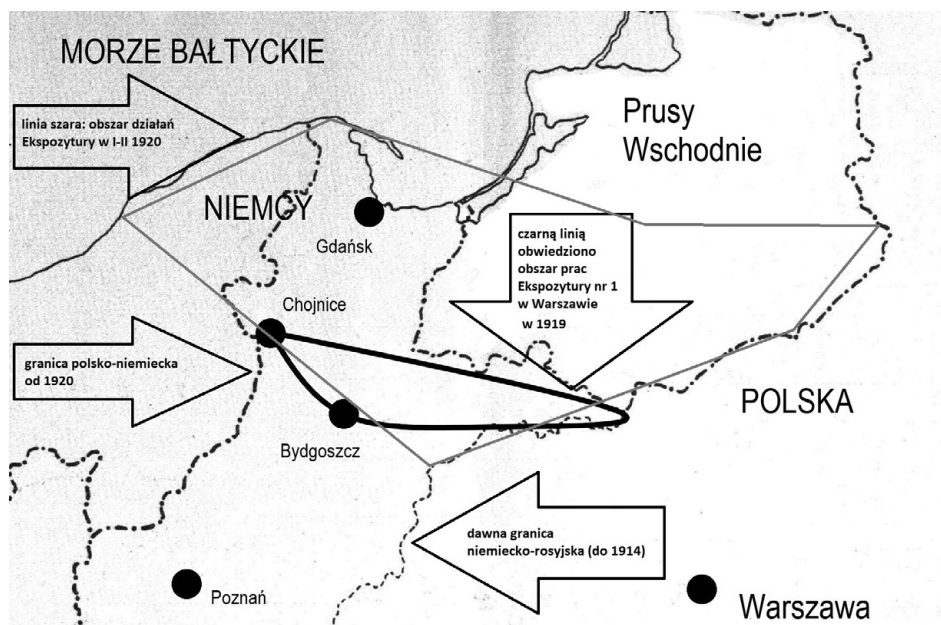 MORZE BAŁTYCKIE
linia szara: obszar działań
Ekspozytury w I-II 1920
Prusy
Wschodnie
NIEMCY
Gdańsk
czarną linią
obwiedziono
obszar prac
Ekspozytury nr 1
w Warszawie
w 1919
Chojnice
granica polsko-niemiecka
od 1920
POLSKA
Bydgoszcz
dawna granica
niemiecko-rosyjska (do 1914)
Poznań
Warszawa